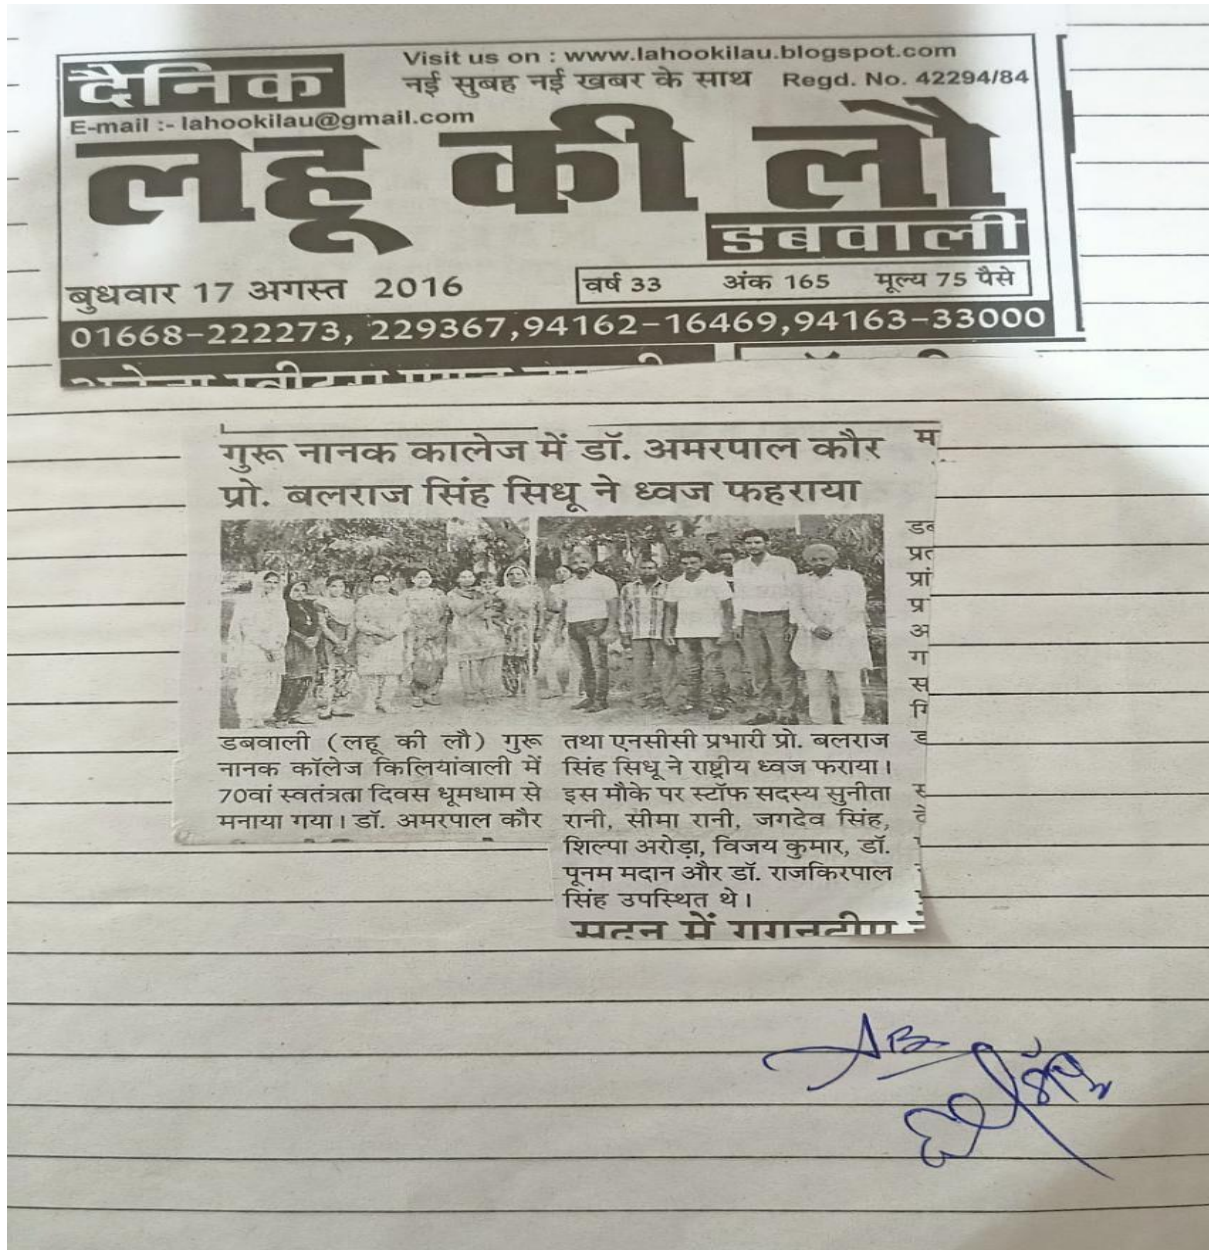 दैनिक
Visit us on : www.lahookilau.blogspot.com
नई सुबह नई खबर के साथ Regd. No. 42294/84
E-mail :- lahookilau@gmail.com
लहू की लौ
डबवाली
बुधवार 17 अगस्त 2016
वर्ष 33 अंक 165 मूल्य 75 पैसे
01668-222273, 229367,94162-16469,94163-33000
गुरू नानक कालेज में डॉ. अमरपाल कौर
प्रो. बलराज सिंह सिधू ने ध्वज फहराया
डबवाली (लहू की लौ) गुरू
नानक कॉलेज किलियांवाली में
70वां स्वतंत्रता दिवस धूमधाम से
मनाया गया। डॉ. अमरपाल कौर
तथा एनसीसी प्रभारी प्रो. बलराज
सिंह सिधू ने राष्ट्रीय ध्वज फराया।
इस मौके पर स्टॉफ सदस्य सुनीता
रानी, सीमा रानी, जगदेव सिंह,
शिल्पा अरोड़ा, विजय कुमार, डॉ.
पूनम मदान और डॉ. राजकिरपाल
सिंह उपस्थित थे।